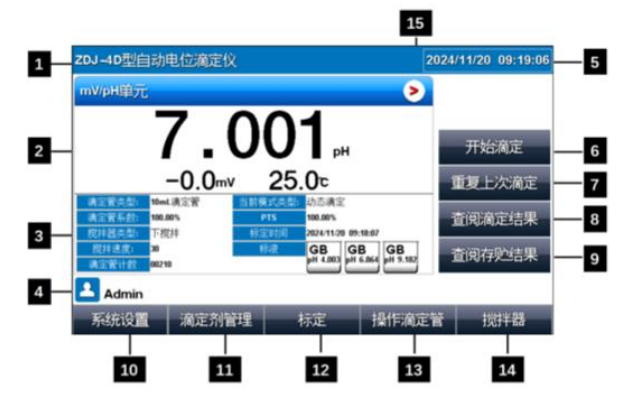 15
1 ZDJ-4D型自动电位滴定仪 2024/11/20 09:19:06 5
mV/pH单元
2 7.001 pH
-0.0mV 25.0℃
开始滴定 6
重复上次滴定 7
查阅滴定结果 8
查阅存贮结果 9
3
滴定管类型: 10mL滴定管 当前模式类型: 动态滴定
滴定管系数: 100.00% PTS 100.00%
搅拌器类型: 下搅拌 标定时间 2024/11/20 09:18:07
搅拌速度: 30 标液 GB pH 4.003 GB pH 6.864 GB pH 9.182
滴定管计数 00210
4 Admin
系统设置 滴定剂管理 标定 操作滴定管 搅拌器
10 11 12 13 14